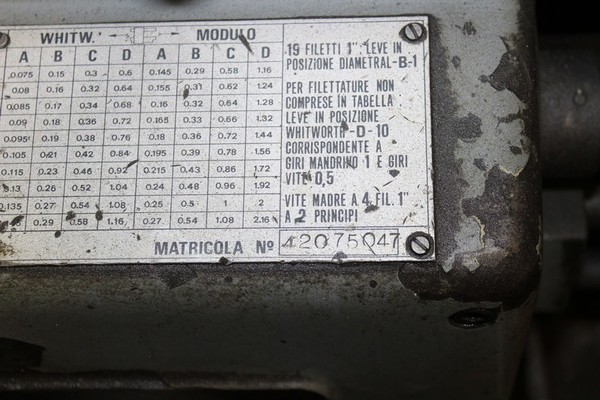 WHITW. MODULO
A B C D A B C D
0.075 0.15 0.3 0.6 0.145 0.29 0.58 1.16
0.08 0.16 0.32 0.64 0.155 0.31 0.62 1.24
0.085 0.17 0.34 0.68 0.16 0.32 0.64 1.28
0.09 0.18 0.36 0.72 0.165 0.33 0.66 1.32
0.095 0.19 0.38 0.76 0.18 0.36 0.72 1.44
0.105 0.21 0.42 0.84 0.195 0.39 0.78 1.56
0.115 0.23 0.46 0.92 0.215 0.43 0.86 1.72
0.13 0.26 0.52 1.04 0.24 0.48 0.96 1.92
0.135 0.27 0.54 1.08 0.25 0.5 1 2
0.29 0.58 1.16 0.27 0.54 1.08 2.16
19 FILETTI 1": LEVE IN
POSIZIONE DIAMETRAL-B-1
PER FILETTATURE NON
COMPRESE IN TABELLA
LEVE IN POSIZIONE
WHITWORTH-D-10
CORRISPONDENTE A
GIRI MANDRINO 1 E GIRI
VITE 0,5
VITE MADRE A 4 FIL. 1"
A 2 PRINCIPI
MATRICOLA Nº 42075047